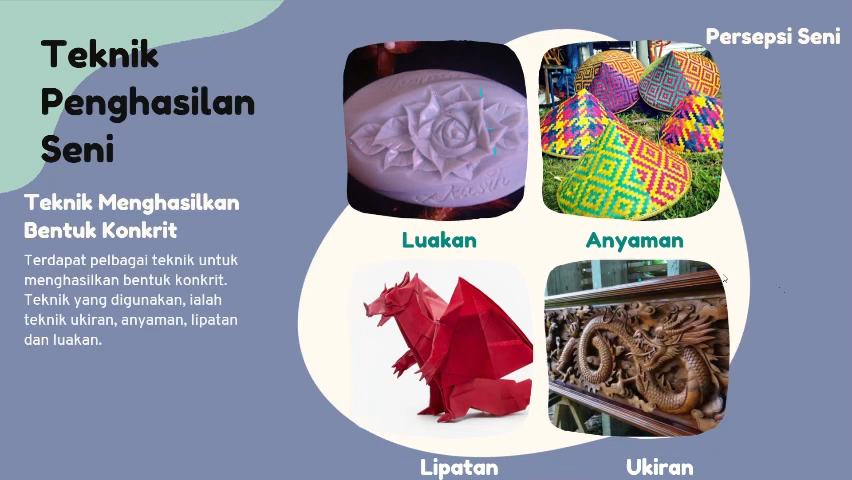 Teknik
Penghasilan
Seni
Persepsi Seni
Teknik Menghasilkan
Bentuk Konkrit
Terdapat pelbagai teknik untuk
menghasilkan bentuk konkrit.
Teknik yang digunakan, ialah
teknik ukiran, anyaman, lipatan
dan luakan.
Luakan
Anyaman
Lipatan
Ukiran